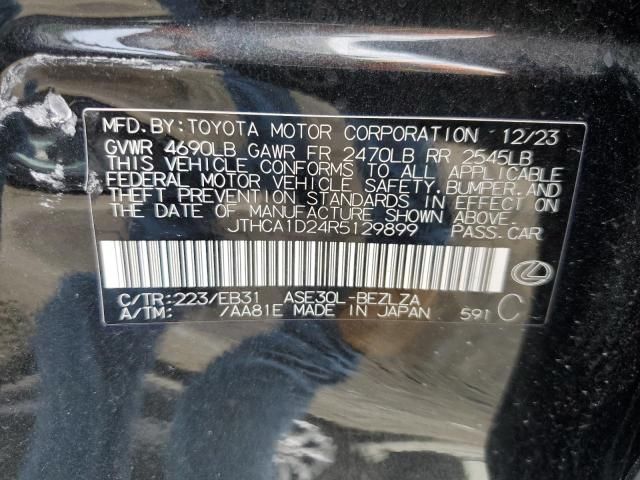 MFD.BY:TOYOTA MOTOR CORPORATION 12/23
GVWR 4690LB GAWR FR 2470LB RR 2545LB
THIS VEHICLE CONFORMS TO ALL APPLICABLE
FEDERAL MOTOR VEHICLE SAFETY,BUMPER,AND
THEFT PREVENTION STANDARDS IN EFFECT ON
THE DATE OF MANUFACTURE SHOWN ABOVE.
JTHCA1D24R5129899 PASS.CAR
C/TR:223/EB31 ASE30L-BEZLZA
A/TM: /AA81E MADE IN JAPAN 591 C